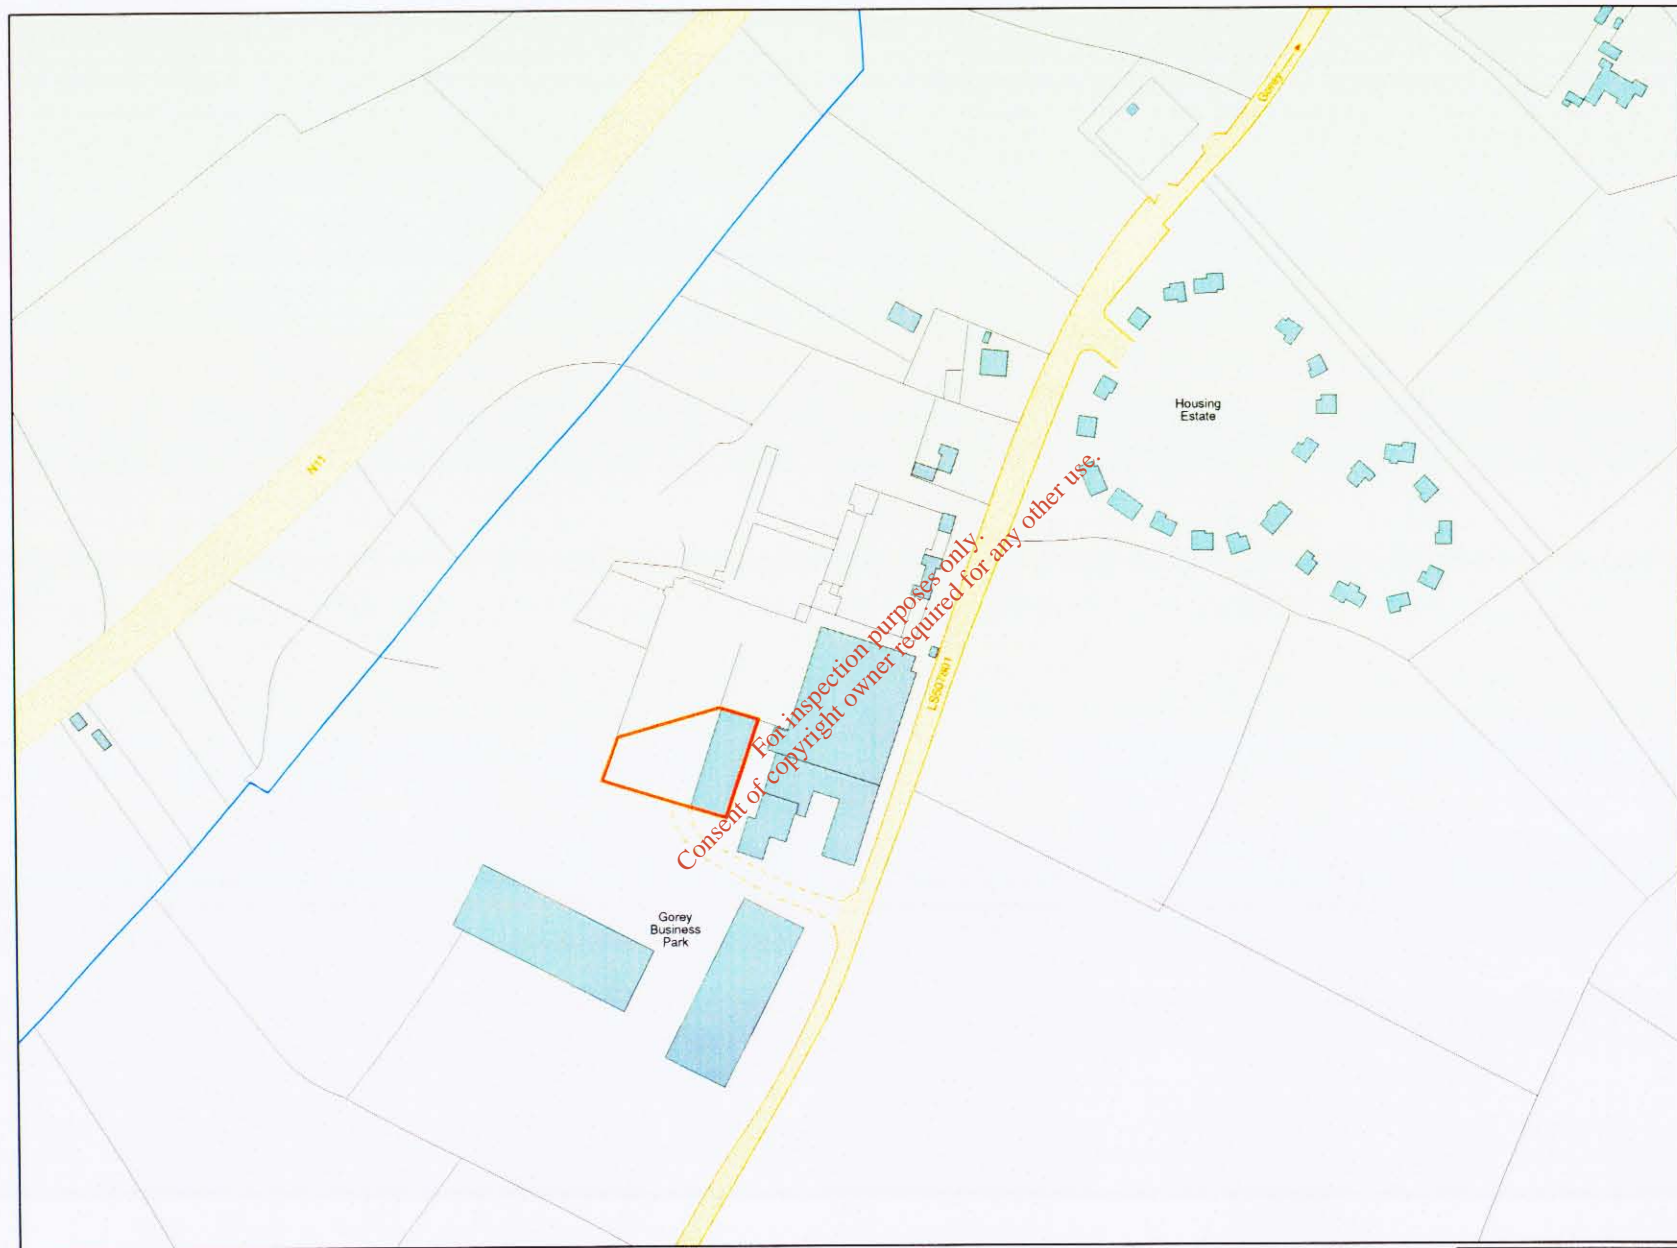 Gorey
Housing
Estate
N11
For inspection purposes only.
Consent of copyright owner required for any other use.
LS507801
Gorey
Business
Park